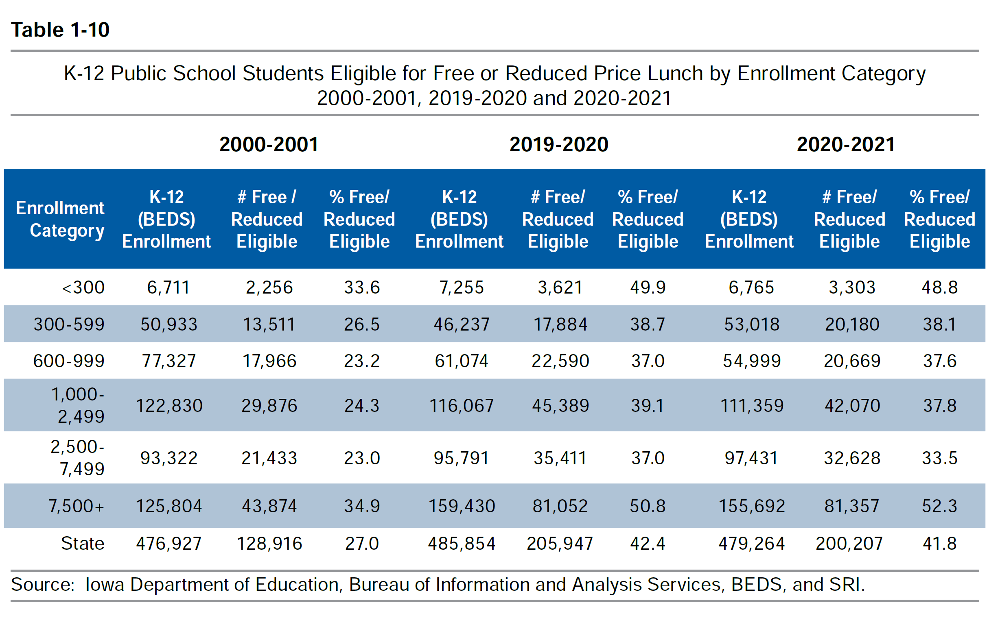 Table 1-10
K-12 Public School Students Eligible for Free or Reduced Price Lunch by Enrollment Category
2000-2001, 2019-2020 and 2020-2021
2000-2001 2019-2020 2020-2021
Enrollment Category K-12 (BEDS) Enrollment # Free / Reduced Eligible % Free/ Reduced Eligible K-12 (BEDS) Enrollment # Free/ Reduced Eligible % Free/ Reduced Eligible K-12 (BEDS) Enrollment # Free/ Reduced Eligible % Free/ Reduced Eligible
<300 6,711 2,256 33.6 7,255 3,621 49.9 6,765 3,303 48.8
300-599 50,933 13,511 26.5 46,237 17,884 38.7 53,018 20,180 38.1
600-999 77,327 17,966 23.2 61,074 22,590 37.0 54,999 20,669 37.6
1,000-2,499 122,830 29,876 24.3 116,067 45,389 39.1 111,359 42,070 37.8
2,500-7,499 93,322 21,433 23.0 95,791 35,411 37.0 97,431 32,628 33.5
7,500+ 125,804 43,874 34.9 159,430 81,052 50.8 155,692 81,357 52.3
State 476,927 128,916 27.0 485,854 205,947 42.4 479,264 200,207 41.8
Source: Iowa Department of Education, Bureau of Information and Analysis Services, BEDS, and SRI.